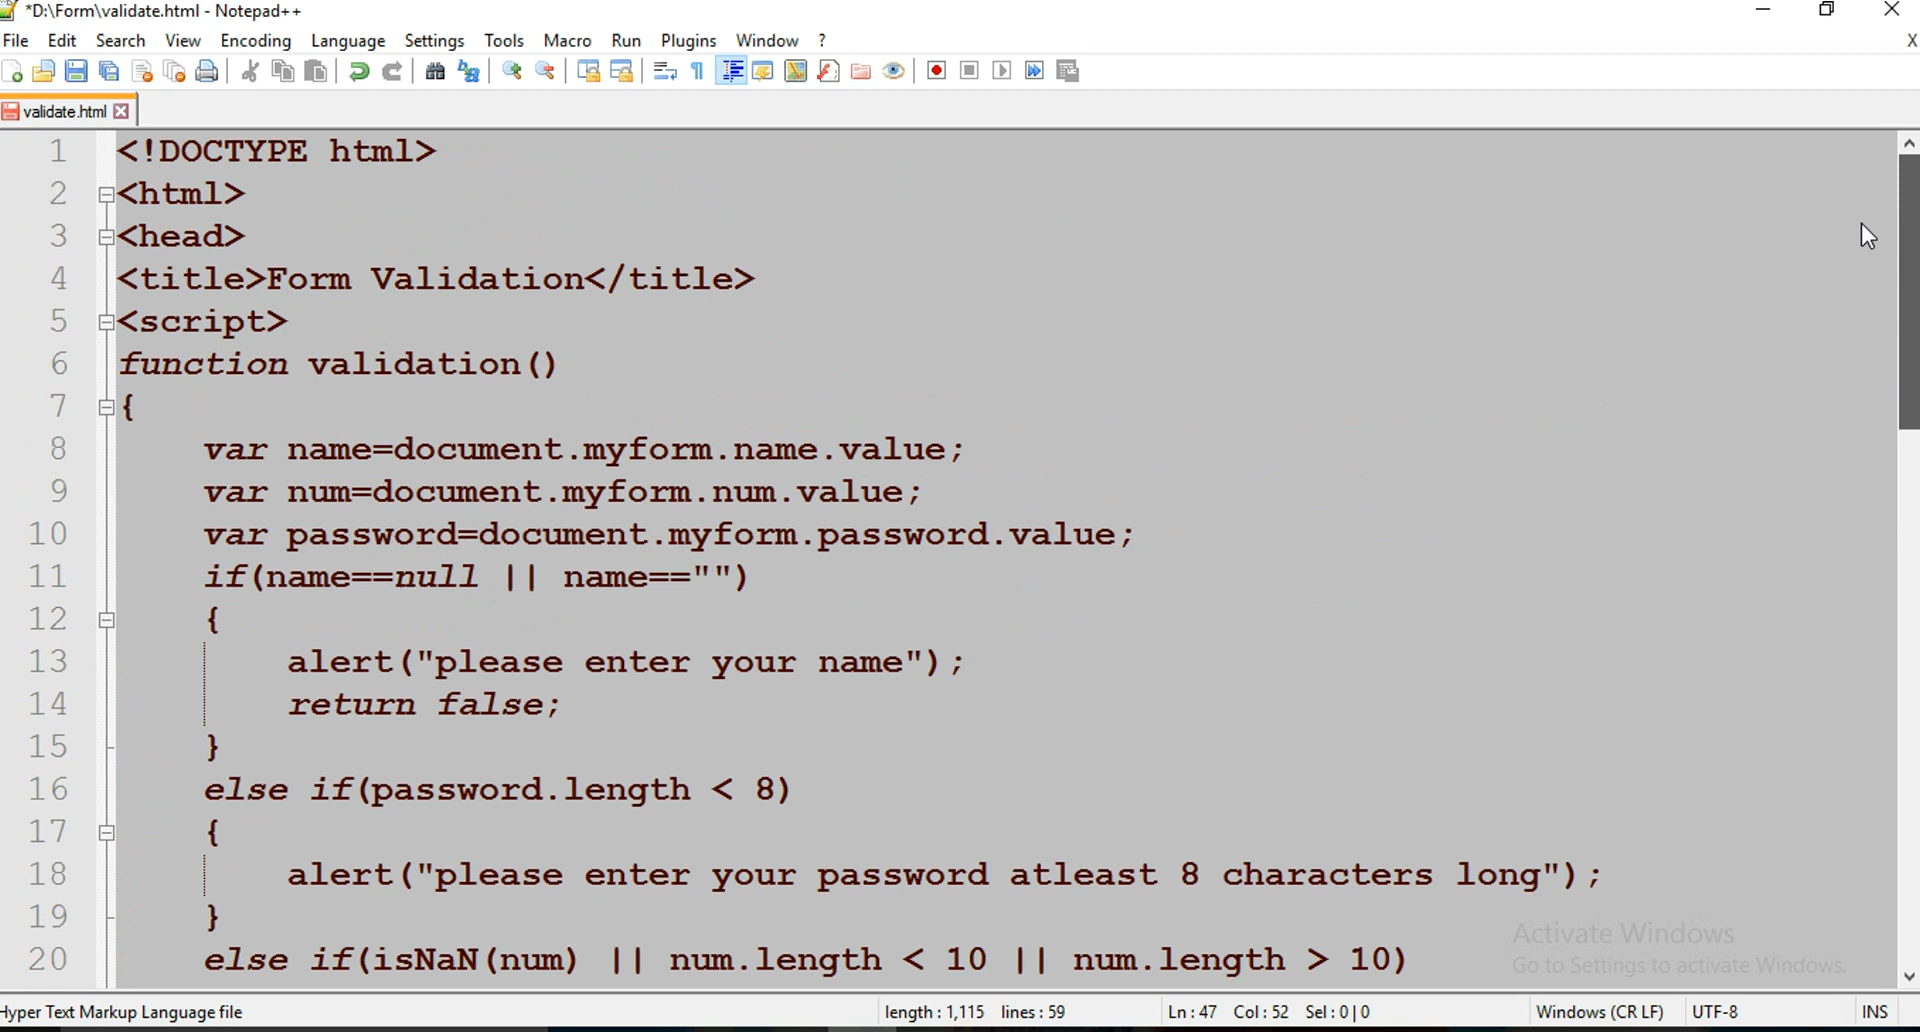 *D:\Form\validate.html - Notepad++
File Edit Search View Encoding Language Settings Tools Macro Run Plugins Window ? X
validate.html
1 <!DOCTYPE html>
2 <html>
3 <head>
4 <title>Form Validation</title>
5 <script>
6 function validation()
7 {
8 var name=document.myform.name.value;
9 var num=document.myform.num.value;
10 var password=document.myform.password.value;
11 if(name==null || name=="")
12 {
13 alert("please enter your name");
14 return false;
15 }
16 else if(password.length < 8)
17 {
18 alert("please enter your password atleast 8 characters long");
19 }
20 else if(isNaN(num) || num.length < 10 || num.length > 10)
Activate Windows
Go to Settings to activate Windows.
Hyper Text Markup Language file length : 1,115 lines : 59 Ln : 47 Col : 52 Sel : 0 | 0 Windows (CR LF) UTF-8 INS